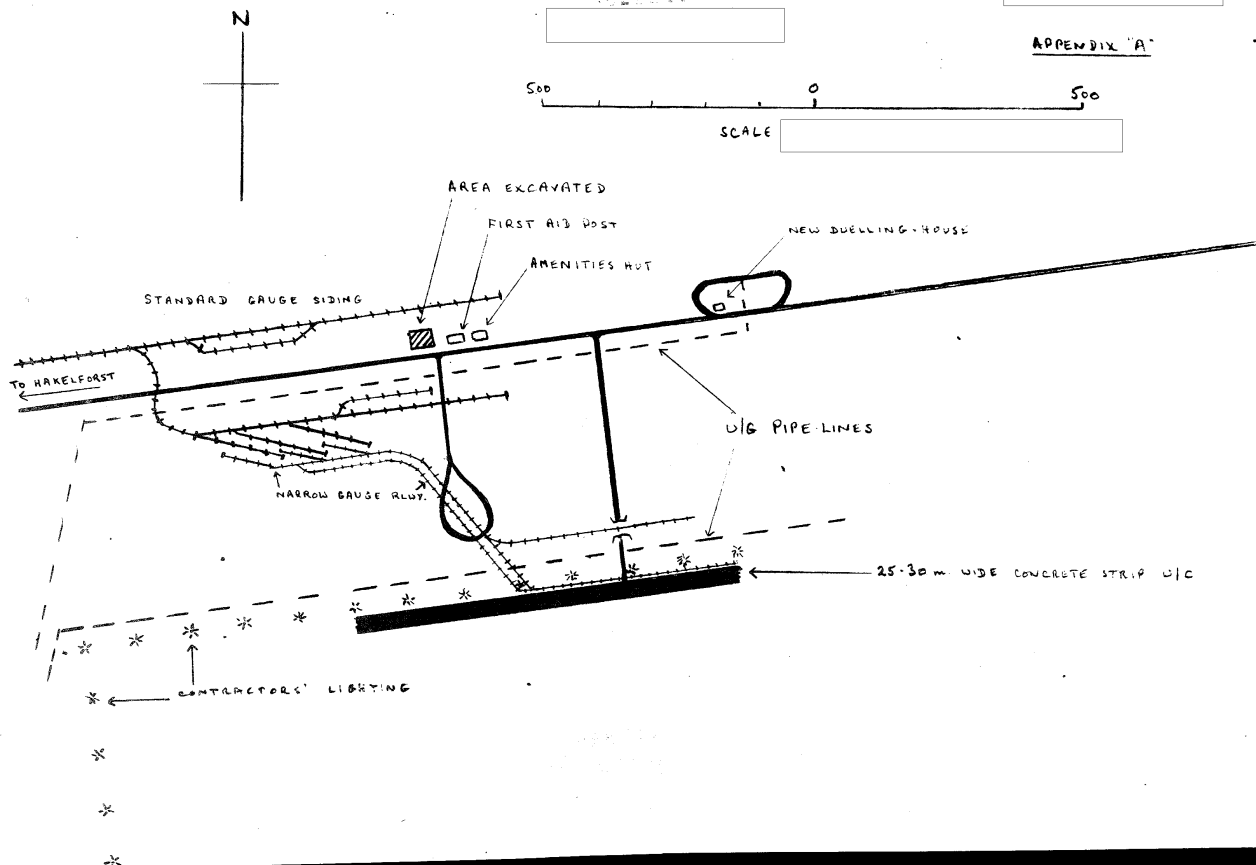 N
APPENDIX "A"
500 0 500
SCALE
AREA EXCAVATED
FIRST AID POST
NEW DWELLING-HOUSE
AMENITIES HUT
STANDARD GAUGE SIDING
TO HAKELFORST
U/G PIPE-LINES
NARROW GAUGE RLWY.
25-30 m. WIDE CONCRETE STRIP U/C
CONTRACTORS' LIGHTING